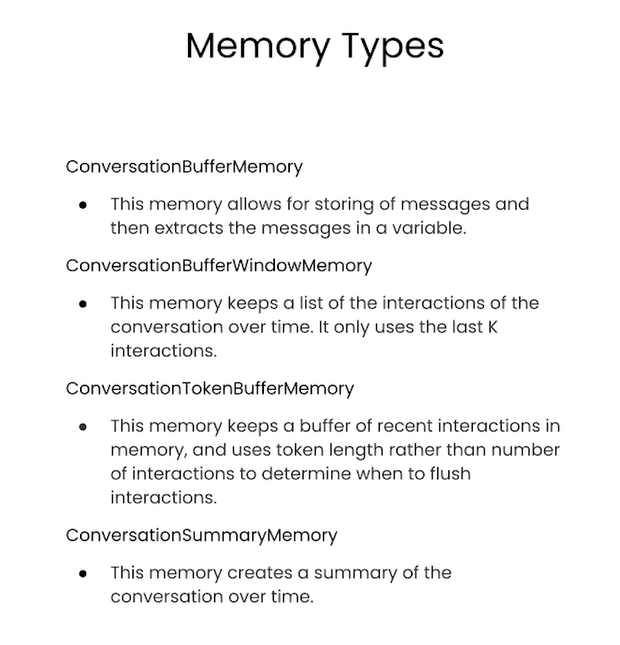 Memory Types
ConversationBufferMemory
● This memory allows for storing of messages and
then extracts the messages in a variable.
ConversationBufferWindowMemory
● This memory keeps a list of the interactions of the
conversation over time. It only uses the last K
interactions.
ConversationTokenBufferMemory
● This memory keeps a buffer of recent interactions in
memory, and uses token length rather than number
of interactions to determine when to flush
interactions.
ConversationSummaryMemory
● This memory creates a summary of the
conversation over time.